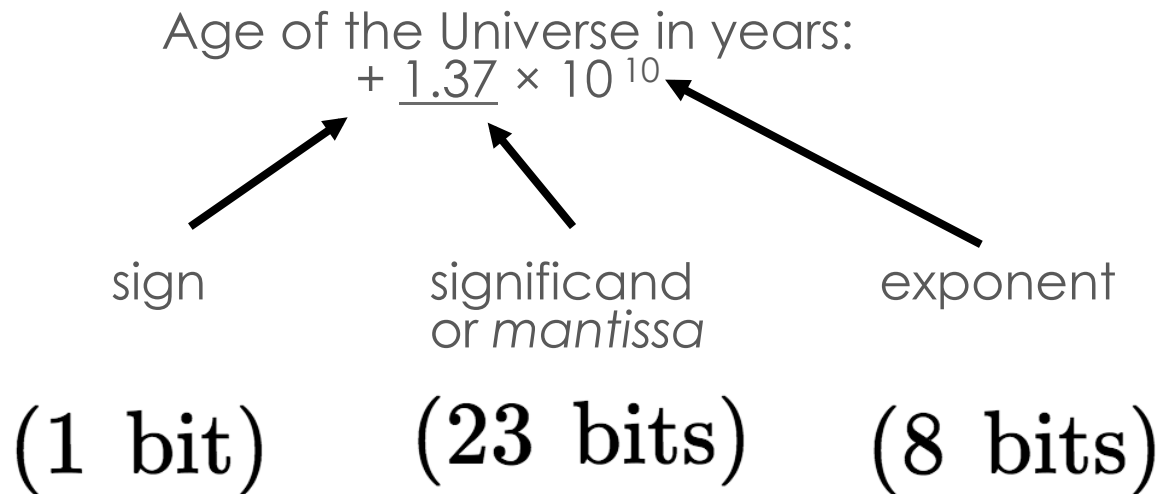 Age of the Universe in years:
+ 1.37 × 10 10
sign
significand
or mantissa
exponent
(1 bit)
(23 bits)
(8 bits)